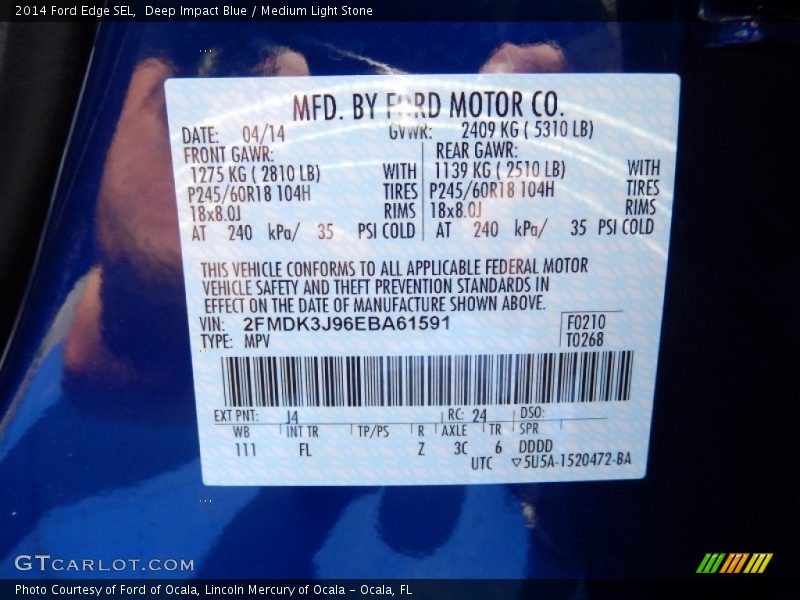 2014 Ford Edge SEL,  Deep Impact Blue / Medium Light Stone
MFD. BY FORD MOTOR CO.
DATE: 04/14 GVWR: 2409 KG ( 5310 LB)
FRONT GAWR: REAR GAWR:
1275 KG ( 2810 LB) WITH 1139 KG ( 2510 LB) WITH
P245/60R18 104H TIRES P245/60R18 104H TIRES
18x8.0J RIMS 18x8.0J RIMS
AT 240 kPa/ 35 PSI COLD AT 240 kPa/ 35 PSI COLD
THIS VEHICLE CONFORMS TO ALL APPLICABLE FEDERAL MOTOR
VEHICLE SAFETY AND THEFT PREVENTION STANDARDS IN
EFFECT ON THE DATE OF MANUFACTURE SHOWN ABOVE.
VIN: 2FMDK3J96EBA61591 F0210
TYPE: MPV T0268
EXT PNT: J4 RC: 24 DSO:
WB INT TR TP/PS R AXLE TR SPR
111 FL Z 3C 6 DDDD
UTC ▽5U5A-1520472-BA
GTCARLOT.COM
Photo Courtesy of Ford of Ocala, Lincoln Mercury of Ocala - Ocala, FL